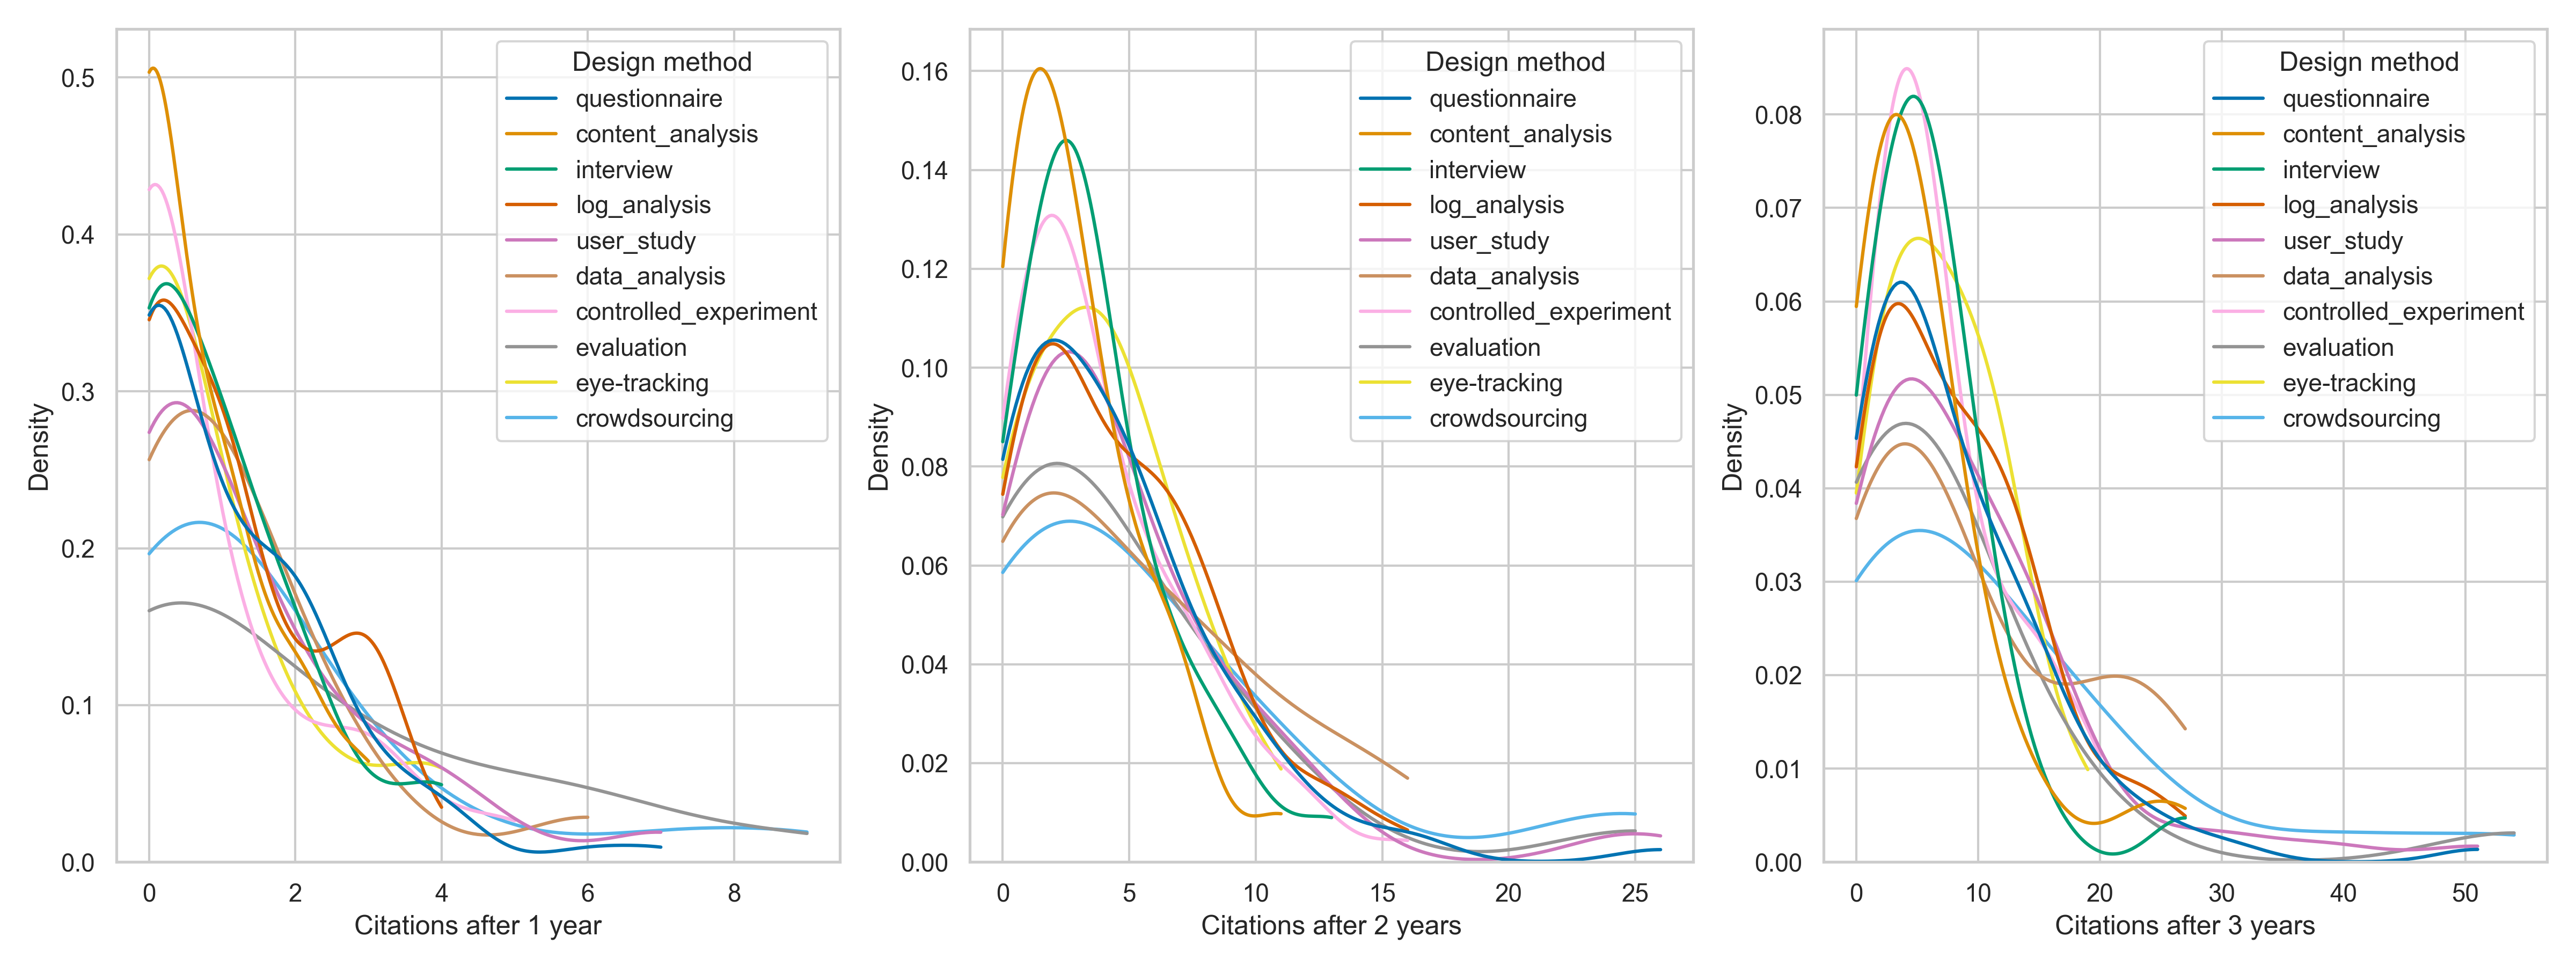 Density
0.5
0.4
0.3
0.2
0.1
0.0
0
2
4
6
8
Citations after 1 year
Design method
questionnaire
content_analysis
interview
log_analysis
user_study
data_analysis
controlled_experiment
evaluation
eye-tracking
crowdsourcing
Density
0.16
0.14
0.12
0.10
0.08
0.06
0.04
0.02
0.00
0
5
10
15
20
25
Citations after 2 years
Design method
questionnaire
content_analysis
interview
log_analysis
user_study
data_analysis
controlled_experiment
evaluation
eye-tracking
crowdsourcing
Density
0.08
0.07
0.06
0.05
0.04
0.03
0.02
0.01
0.00
0
10
20
30
40
50
Citations after 3 years
Design method
questionnaire
content_analysis
interview
log_analysis
user_study
data_analysis
controlled_experiment
evaluation
eye-tracking
crowdsourcing